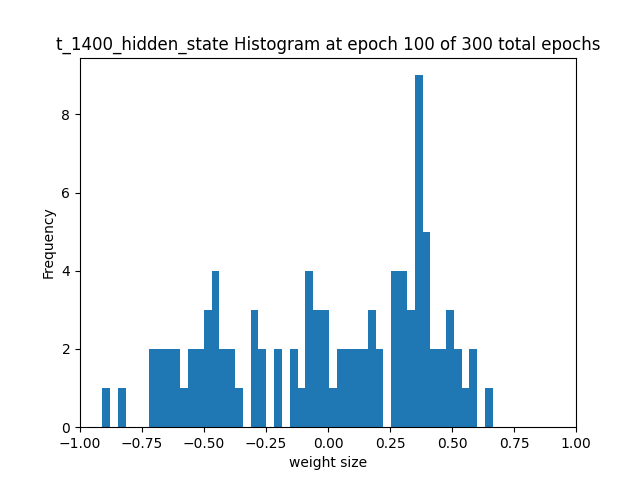 t_1400_hidden_state Histogram at epoch 100 of 300 total epochs
Frequency
8
6
4
2
0
−1.00 −0.75 −0.50 −0.25 0.00 0.25 0.50 0.75 1.00
weight size